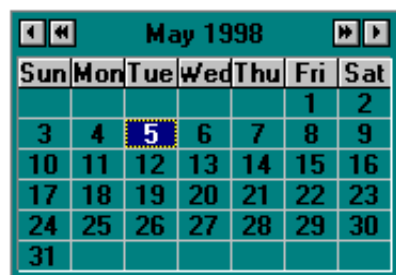 May 1998
Sun Mon Tue Wed Thu Fri Sat
1 2
3 4 5 6 7 8 9
10 11 12 13 14 15 16
17 18 19 20 21 22 23
24 25 26 27 28 29 30
31